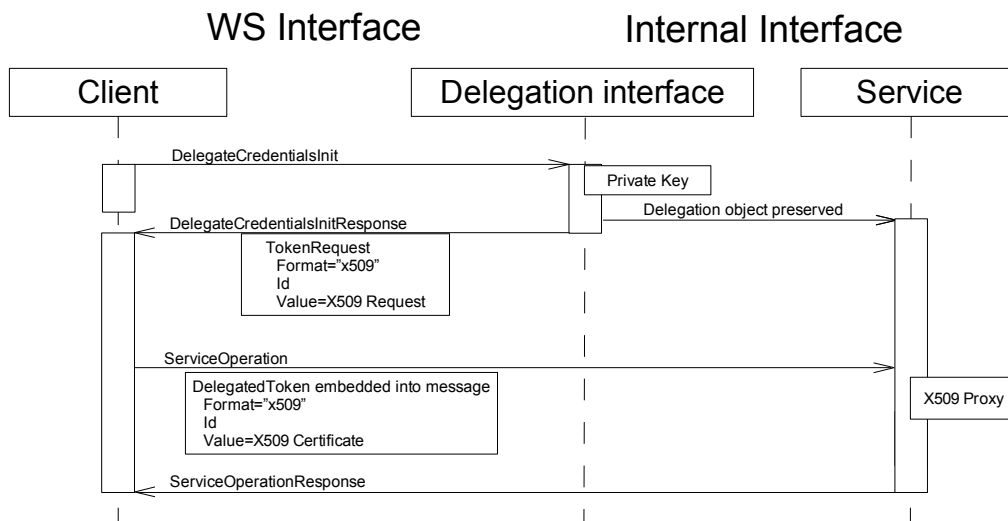 WS Interface
Internal Interface
Client
Delegation interface
Service
DelegateCredentialsInit
Private Key
Delegation object preserved
DelegateCredentialsInitResponse
TokenRequest
Format=”x509”
Id
Value=X509 Request
ServiceOperation
DelegatedToken embedded into message
Format=”x509”
Id
Value=X509 Certificate
X509 Proxy
ServiceOperationResponse